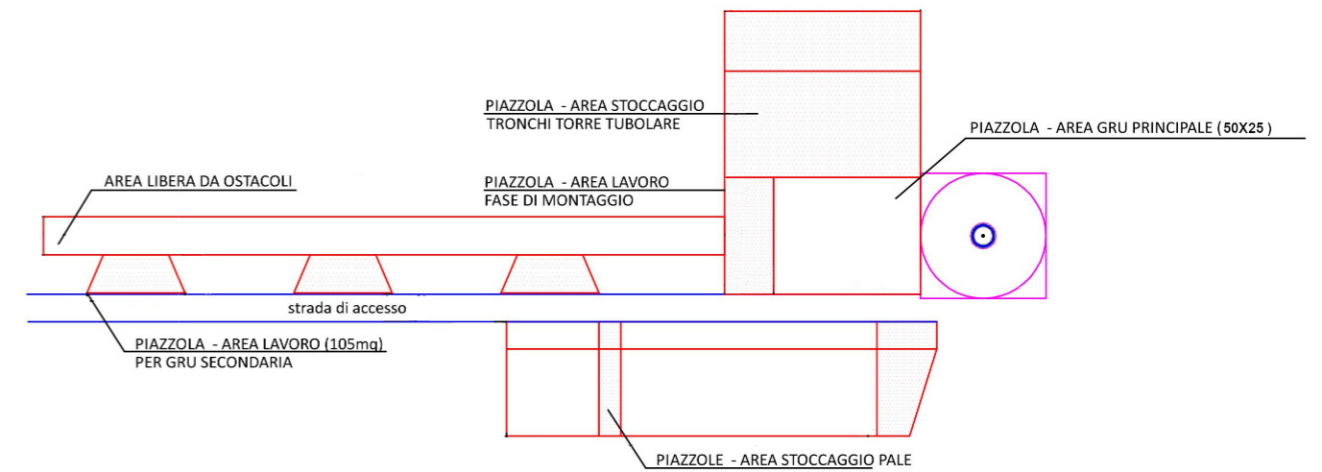 PIAZZOLA - AREA STOCCAGGIO
TRONCHI TORRE TUBOLARE
PIAZZOLA - AREA GRU PRINCIPALE (50X25)
AREA LIBERA DA OSTACOLI
PIAZZOLA - AREA LAVORO
FASE DI MONTAGGIO
strada di accesso
PIAZZOLA - AREA LAVORO (105mq)
PER GRU SECONDARIA
PIAZZOLE - AREA STOCCAGGIO PALE